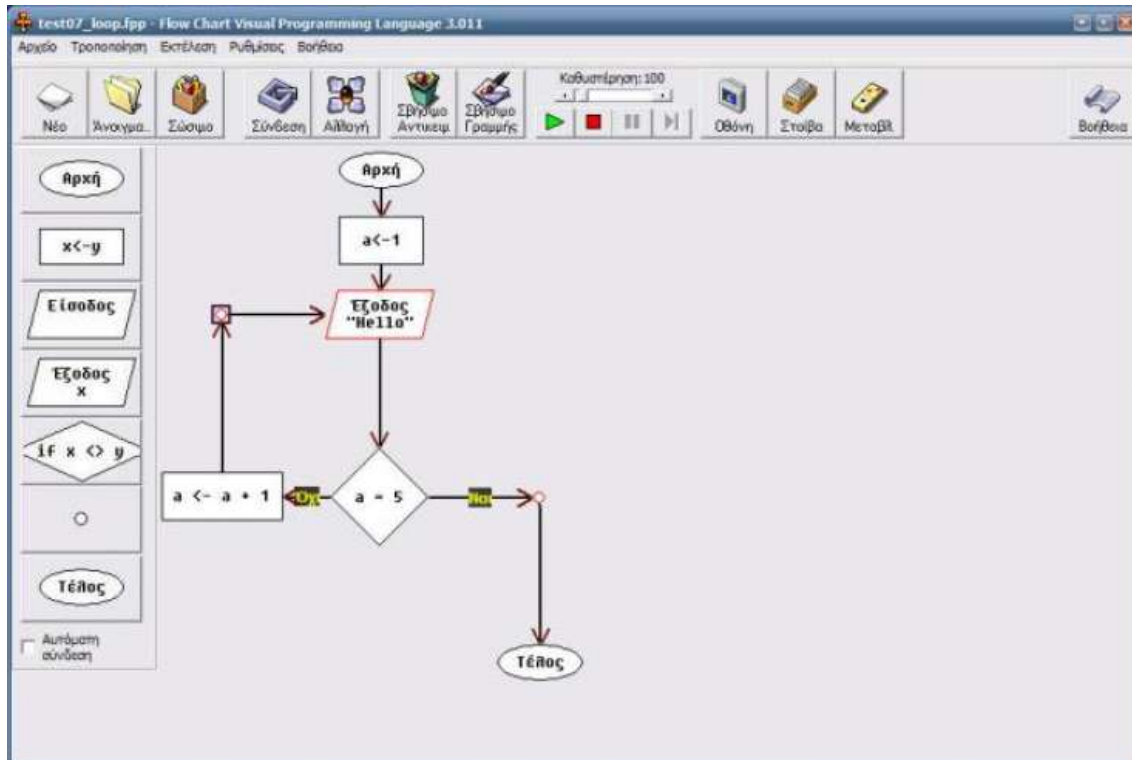 test07_loop.fpp - Flow Chart Visual Programming Language 3.011
Αρχείο Τροποποίηση Εκτέλεση Ρυθμίσεις Βοήθεια
Νέο
Άνοιγμα..
Σώσιμο
Σύνδεση
Αλλαγή
Σβήσιμο
Αντικειμ
Σβήσιμο
Γραμμής
Καθυστέρηση: 100
Οθόνη
Στοίβα
Μεταβλ.
Βοήθεια
Αρχή
x<-y
Είσοδος
Έξοδος
x
if x <> y
Τέλος
Αυτόματη
σύνδεση
Αρχή
a<-1
Έξοδος
"Hello"
a <- a + 1
Όχι
a = 5
Ναι
Τέλος